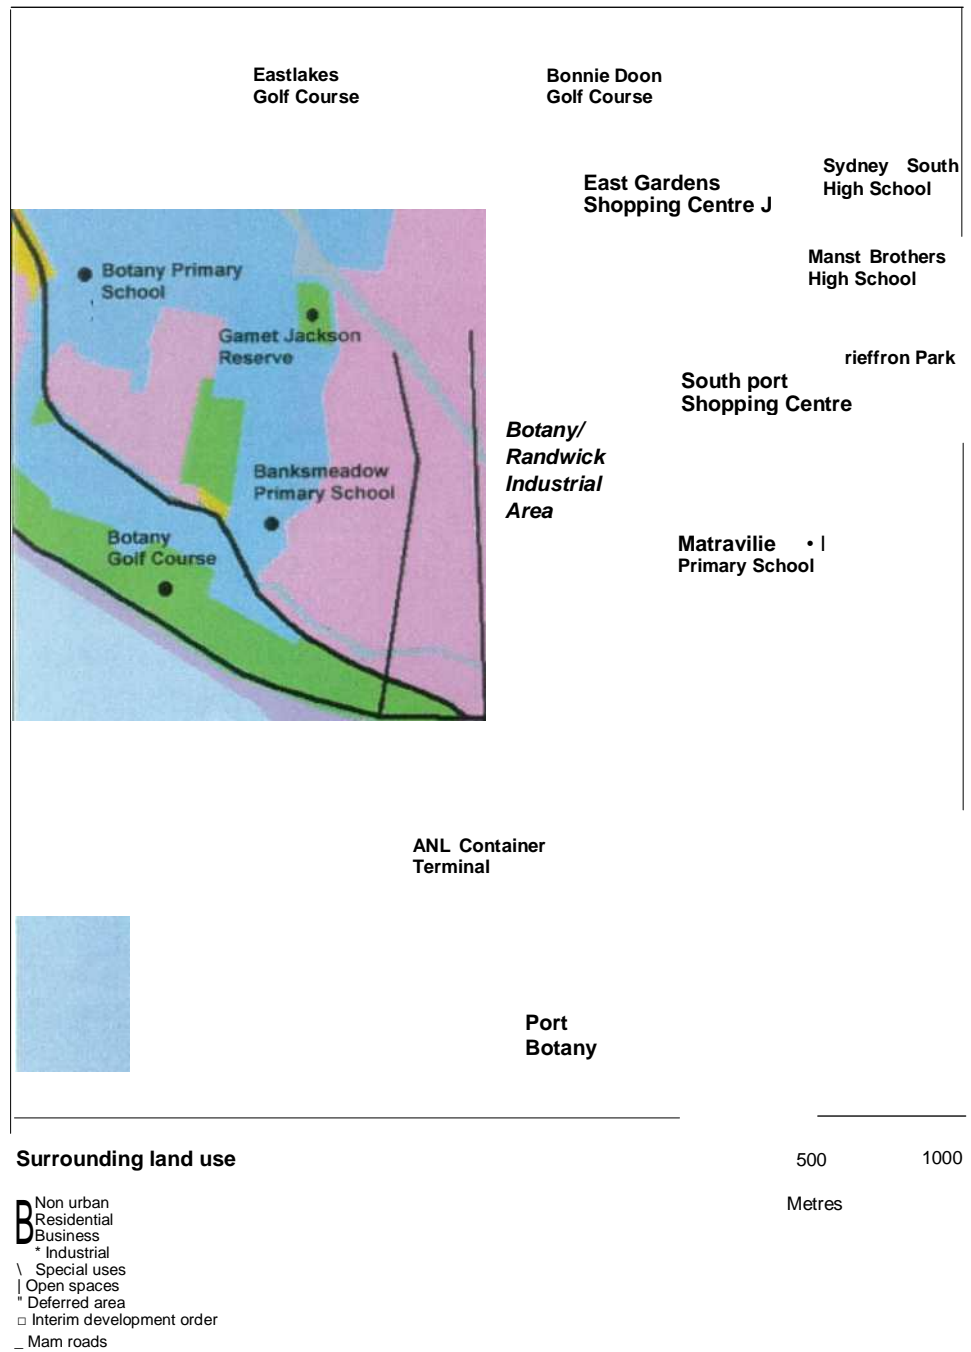 Eastlakes
Golf Course
Bonnie Doon
Golf Course
East Gardens
Shopping Centre J
Sydney South
High School
Manst Brothers
High School
Botany Primary
School
Gamet Jackson
Reserve
rieffron Park
South port
Shopping Centre
Botany/
Randwick
Industrial
Area
Banksmeadow
Primary School
Botany
Golf Course
Matravilie • l
Primary School
ANL Container
Terminal
Port
Botany
Surrounding land use
500
1000
Metres
B
Non urban
Residential
Business
* Industrial
\ Special uses
| Open spaces
" Deferred area
□ Interim development order
_ Mam roads